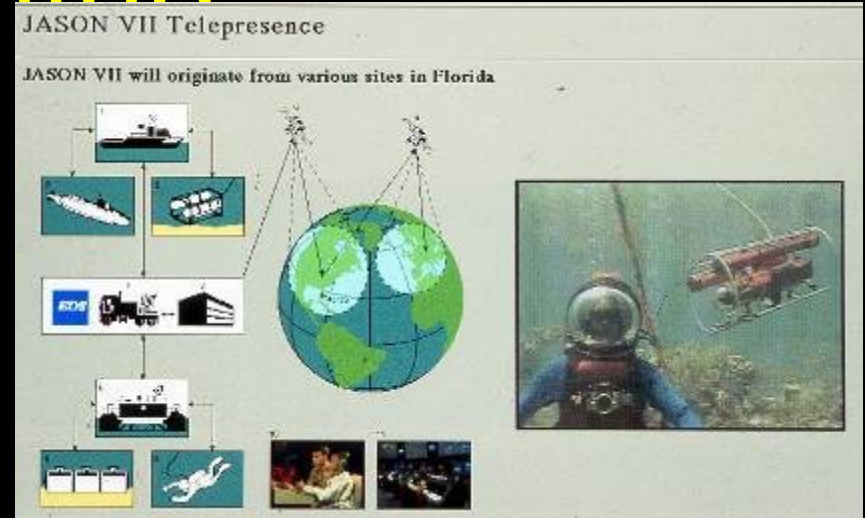 JASON VII Telepresence
JASON VII will originate from various sites in Florida
EDS